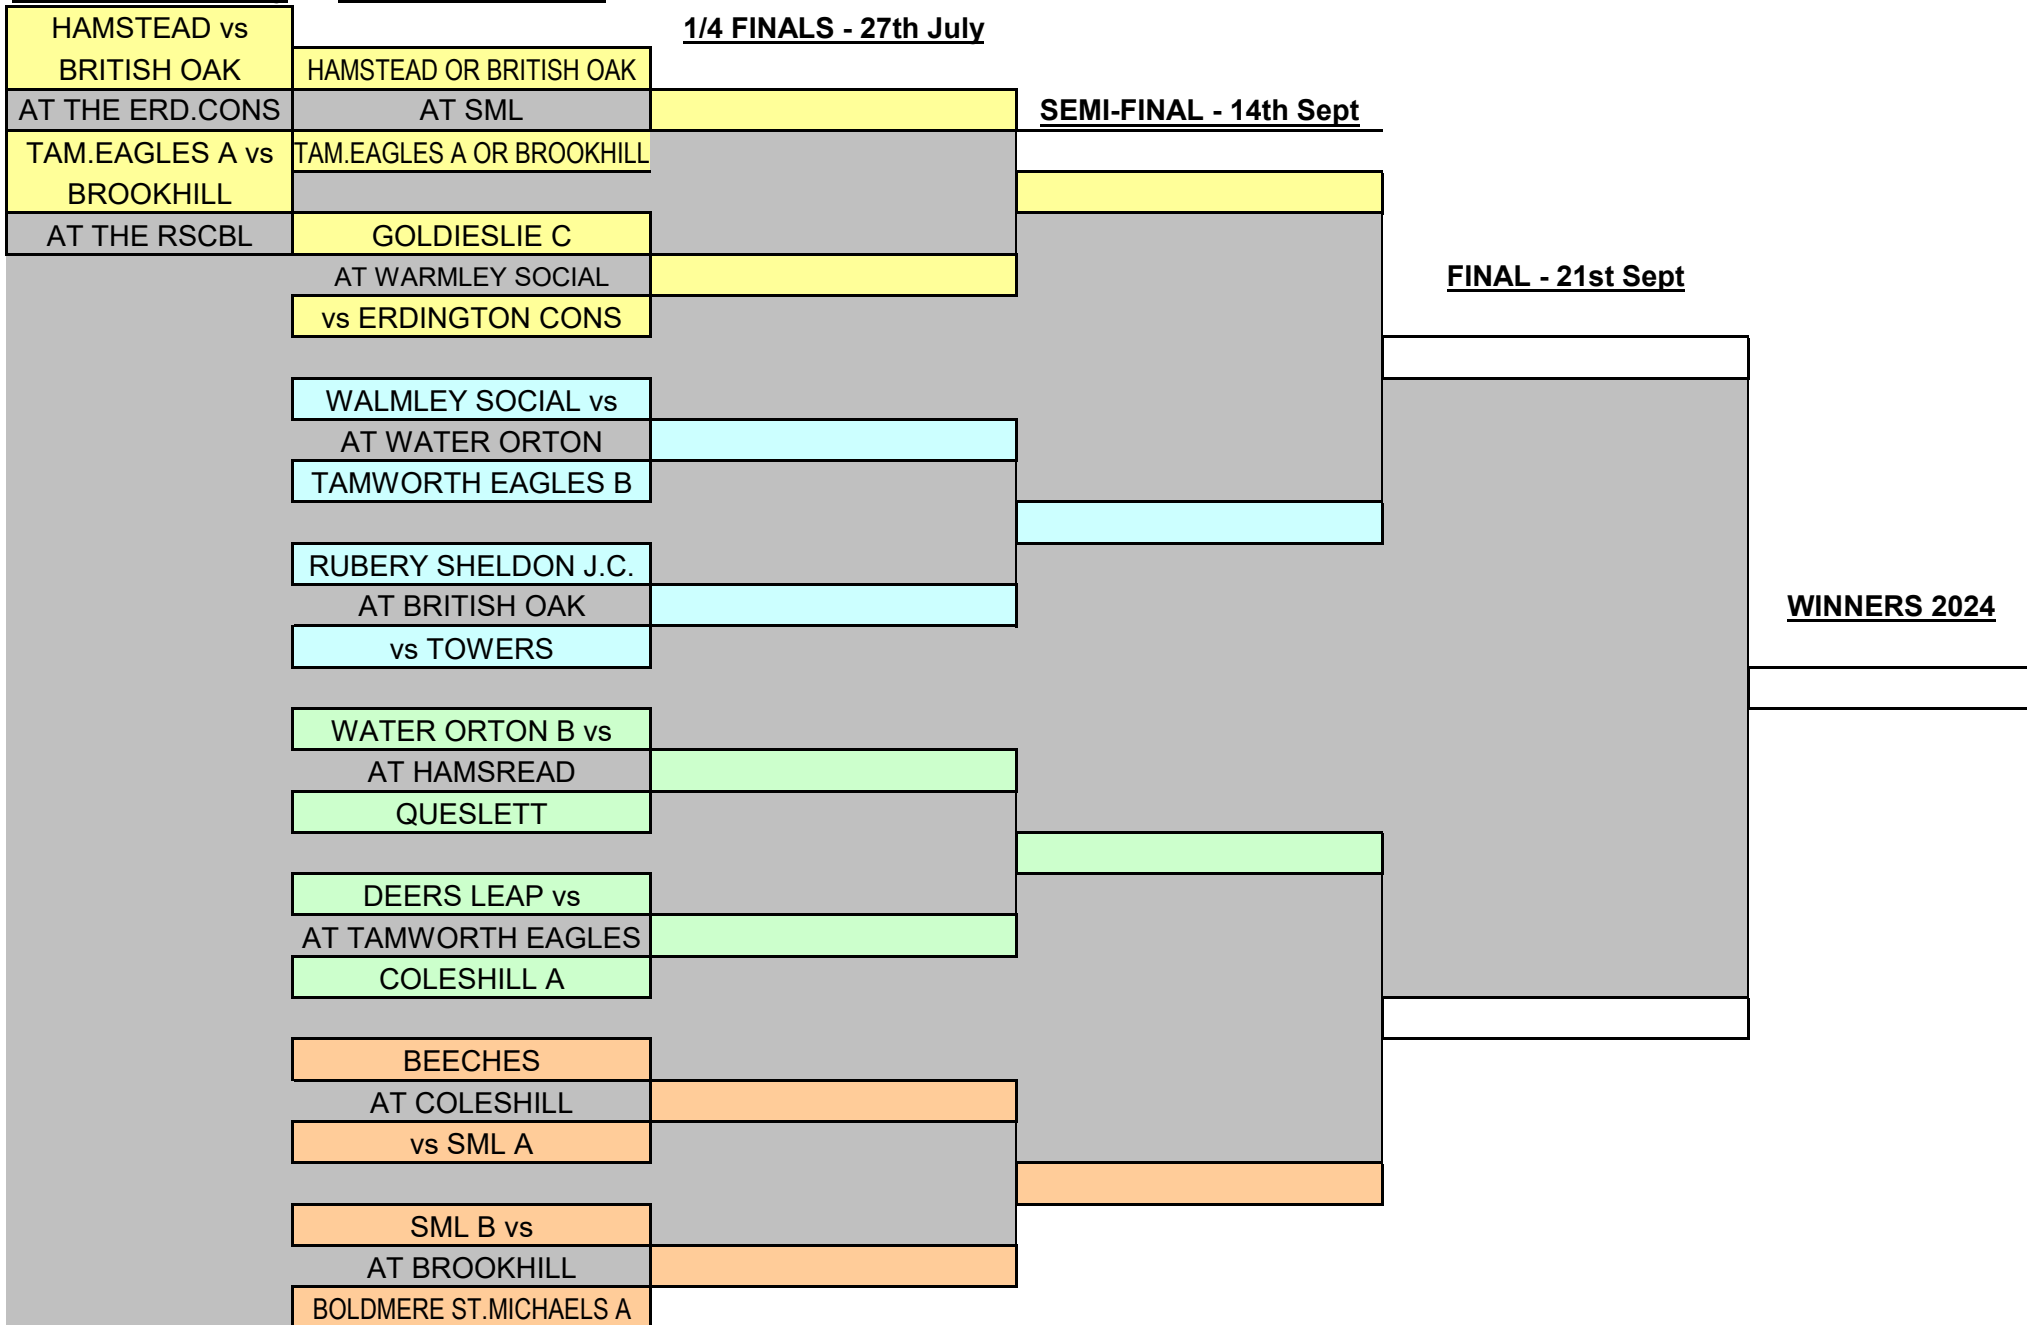 HAMSTEAD vs
BRITISH OAK
AT THE ERD.CONS
TAM.EAGLES A vs
BROOKHILL
AT THE RSCBL
HAMSTEAD OR BRITISH OAK
AT SML
TAM.EAGLES A OR BROOKHILL
GOLDIESLIE C
AT WARMLEY SOCIAL
vs ERDINGTON CONS
WALMLEY SOCIAL vs
AT WATER ORTON
TAMWORTH EAGLES B
RUBERY SHELDON J.C.
AT BRITISH OAK
vs TOWERS
WATER ORTON B vs
AT HAMSREAD
QUESLETT
DEERS LEAP vs
AT TAMWORTH EAGLES
COLESHILL A
BEECHES
AT COLESHILL
vs SML A
SML B vs
AT BROOKHILL
BOLDMERE ST.MICHAELS A
1/4 FINALS - 27th July
SEMI-FINAL - 14th Sept
FINAL - 21st Sept
WINNERS 2024